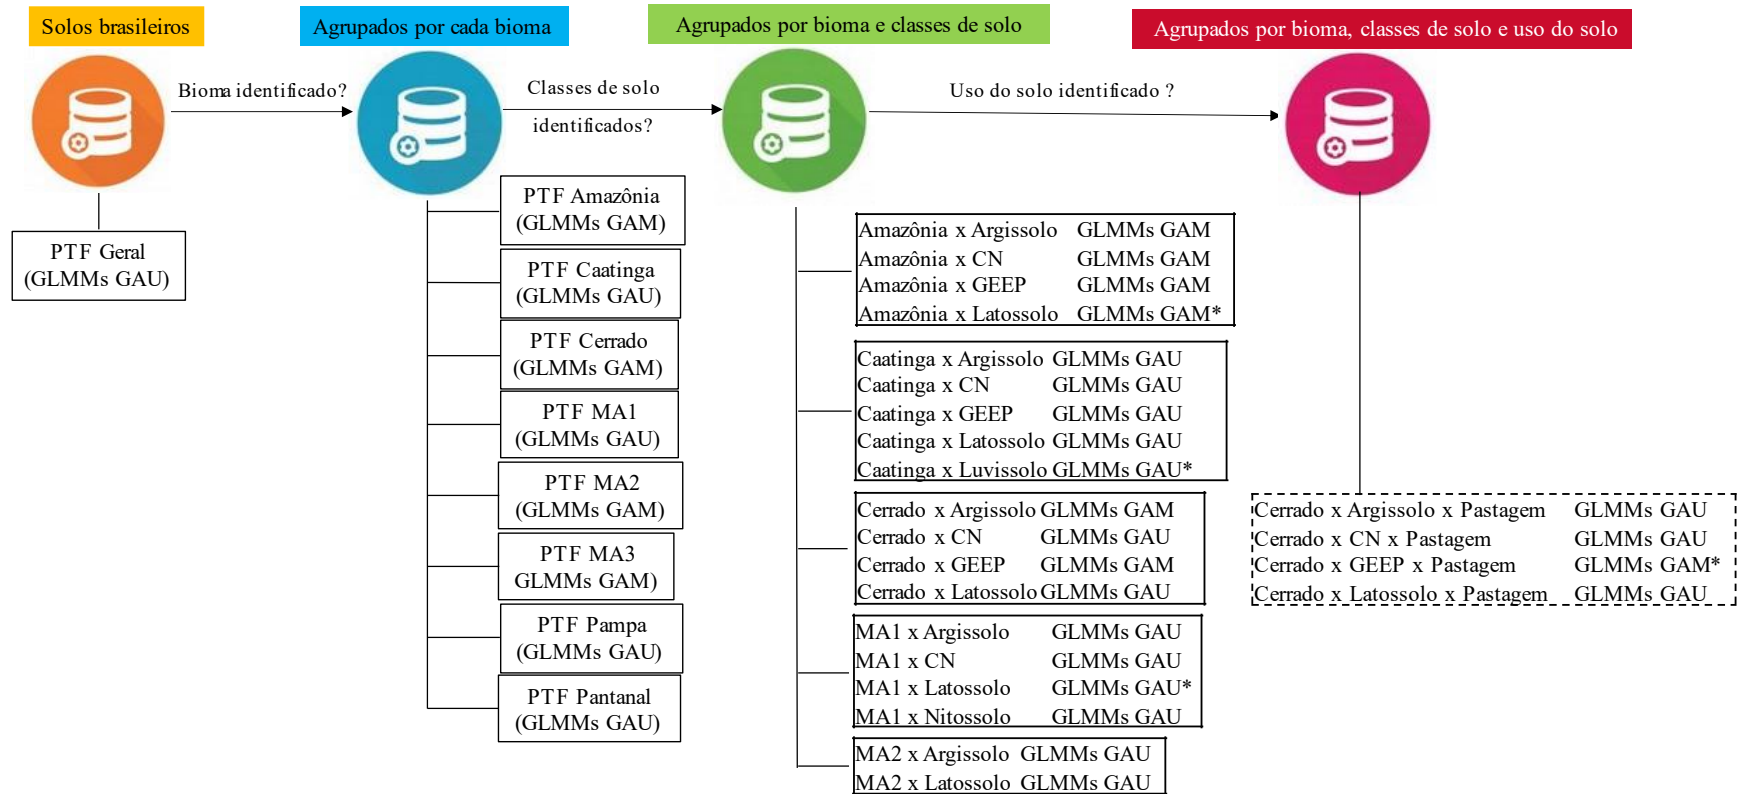 Solos brasileiros
Agrupados por cada bioma
Agrupados por bioma e classes de solo
Agrupados por bioma, classes de solo e uso do solo
Bioma identificado?
Classes de solo
identificados?
Uso do solo identificado ?
PTF Geral
(GLMMs GAU)
PTF Amazônia
(GLMMs GAM)
PTF Caatinga
(GLMMs GAU)
PTF Cerrado
(GLMMs GAM)
PTF MA1
(GLMMs GAU)
PTF MA2
(GLMMs GAM)
PTF MA3
GLMMs GAM)
PTF Pampa
(GLMMs GAU)
PTF Pantanal
(GLMMs GAU)
Amazônia x Argissolo GLMMs GAM
Amazônia x CN GLMMs GAM
Amazônia x GEEP GLMMs GAM
Amazônia x Latossolo GLMMs GAM*
Caatinga x Argissolo GLMMs GAU
Caatinga x CN GLMMs GAU
Caatinga x GEEP GLMMs GAU
Caatinga x Latossolo GLMMs GAU
Caatinga x Luvissolo GLMMs GAU*
Cerrado x Argissolo GLMMs GAM
Cerrado x CN GLMMs GAU
Cerrado x GEEP GLMMs GAM
Cerrado x Latossolo GLMMs GAU
MA1 x Argissolo GLMMs GAU
MA1 x CN GLMMs GAU
MA1 x Latossolo GLMMs GAU*
MA1 x Nitossolo GLMMs GAU
MA2 x Argissolo GLMMs GAU
MA2 x Latossolo GLMMs GAU
Cerrado x Argissolo x Pastagem GLMMs GAU
Cerrado x CN x Pastagem GLMMs GAU
Cerrado x GEEP x Pastagem GLMMs GAM*
Cerrado x Latossolo x Pastagem GLMMs GAU